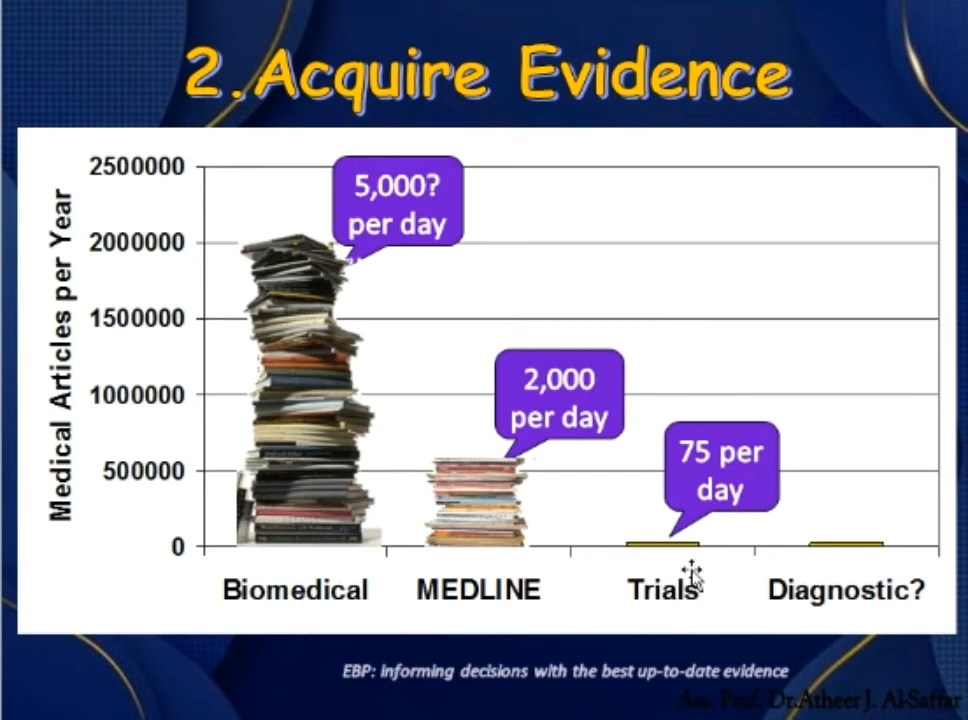 2.Acquire Evidence
Medical Articles per Year
2500000
2000000
1500000
1000000
500000
0
5,000?
per day
2,000
per day
75 per
day
Biomedical
MEDLINE
Trials
Diagnostic?
EBP: informing decisions with the best up-to-date evidence
Ass. Prof. Dr.Atheer J. Al-Saffar